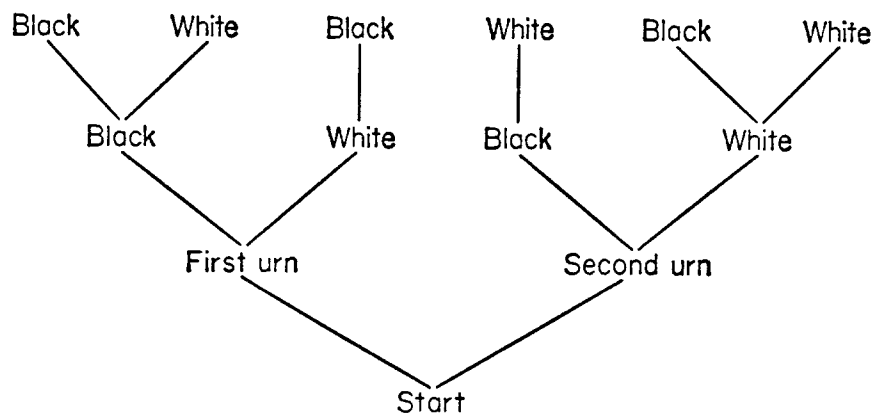 Black White Black White Black White
Black White Black White
First urn Second urn
Start